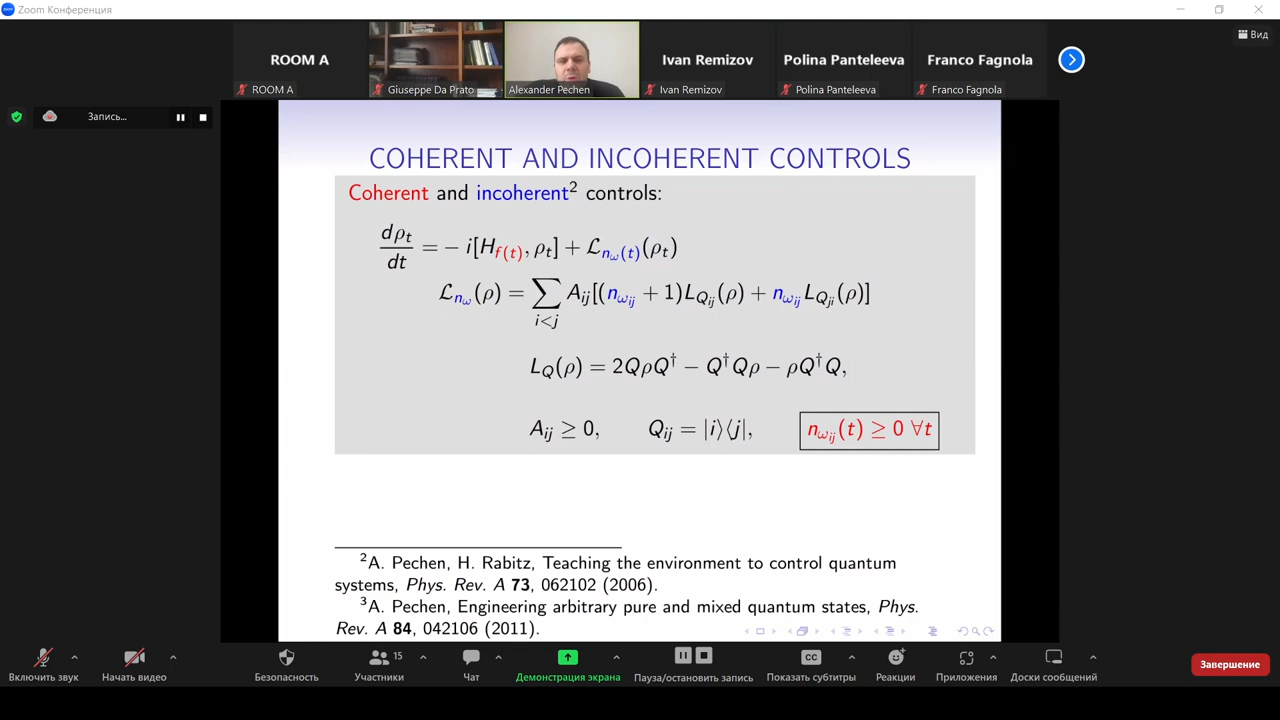 Zoom Конференция
Вид
ROOM A
Ivan Remizov
Polina Panteleeva
Franco Fagnola
ROOM A
Giuseppe Da Prato
Alexander Pechen
Ivan Remizov
Polina Panteleeva
Franco Fagnola
Запись...
COHERENT AND INCOHERENT CONTROLS
Coherent and incoherent² controls:
dρₜ/dt = − i[H_{f(t)}, ρₜ] + ℒ_{n_ω(t)}(ρₜ)
ℒ_{n_ω}(ρ) = ∑_{i<j} A_{ij}[(n_{ω_{ij}} + 1)L_{Q_{ij}}(ρ) + n_{ω_{ij}} L_{Q_{ji}}(ρ)]
L_Q(ρ) = 2QρQ† − Q†Qρ − ρQ†Q,
A_{ij} ≥ 0, Q_{ij} = |i⟩⟨j|, n_{ω_{ij}}(t) ≥ 0 ∀t
²A. Pechen, H. Rabitz, Teaching the environment to control quantum
systems, Phys. Rev. A 73, 062102 (2006).
³A. Pechen, Engineering arbitrary pure and mixed quantum states, Phys.
Rev. A 84, 042106 (2011).
Включить звук
Начать видео
Безопасность
15
Участники
Чат
Демонстрация экрана
Пауза/остановить запись
CC
Показать субтитры
Реакции
Приложения
Доски сообщений
Завершение